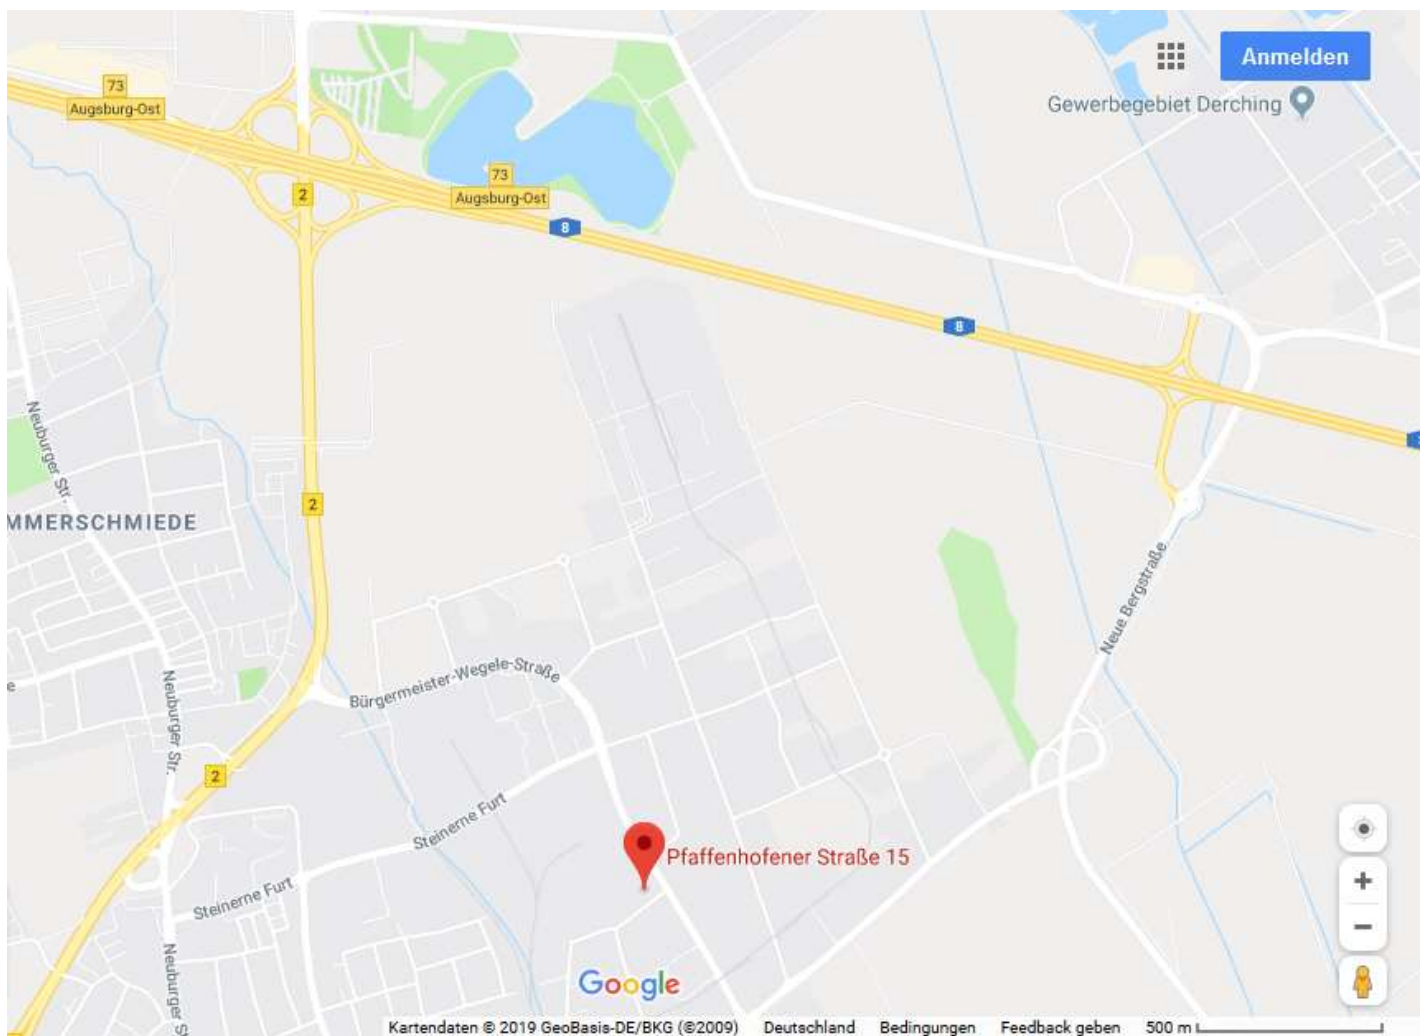 Anmelden
73
Augsburg-Ost
Gewerbegebiet Derching
73
Augsburg-Ost
2
8
8
Neuburger Str.
2
MMERSCHMIEDE
Neue Bergstraße
Bürgermeister-Wegele-Straße
e
Neuburger Str.
2
Steinerne Furt
Pfaffenhofener Straße 15
Steinerne Furt
Neuburger S
Google
Kartendaten © 2019 GeoBasis-DE/BKG (©2009) Deutschland Bedingungen Feedback geben 500 m